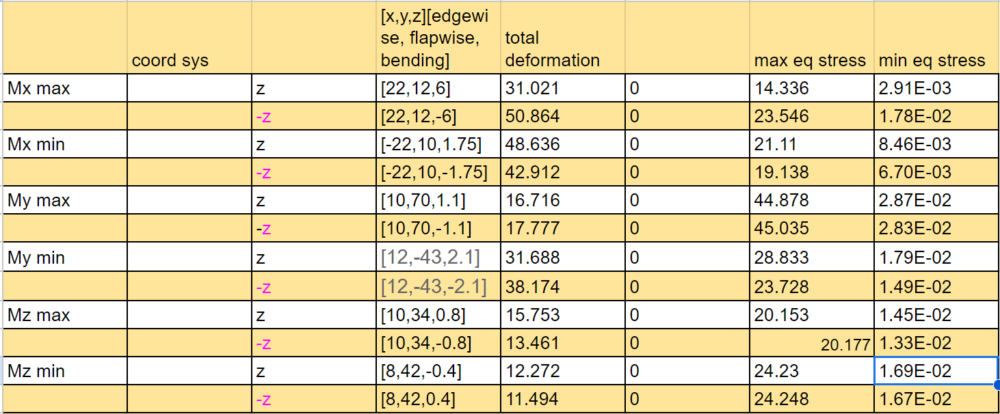 coord sys [x,y,z][edgewi
se, flapwise,
bending] total
deformation max eq stress min eq stress
Mx max z [22,12,6] 31.021 0 14.336 2.91E-03
-z [22,12,-6] 50.864 0 23.546 1.78E-02
Mx min z [-22,10,1.75] 48.636 0 21.11 8.46E-03
-z [-22,10,-1.75] 42.912 0 19.138 6.70E-03
My max z [10,70,1.1] 16.716 0 44.878 2.87E-02
-z [10,70,-1.1] 17.777 0 45.035 2.83E-02
My min z [12,-43,2.1] 31.688 0 28.833 1.79E-02
-z [12,-43,-2.1] 38.174 0 23.728 1.49E-02
Mz max z [10,34,0.8] 15.753 0 20.153 1.45E-02
-z [10,34,-0.8] 13.461 0 20.177 1.33E-02
Mz min z [8,42,-0.4] 12.272 0 24.23 1.69E-02
-z [8,42,0.4] 11.494 0 24.248 1.67E-02